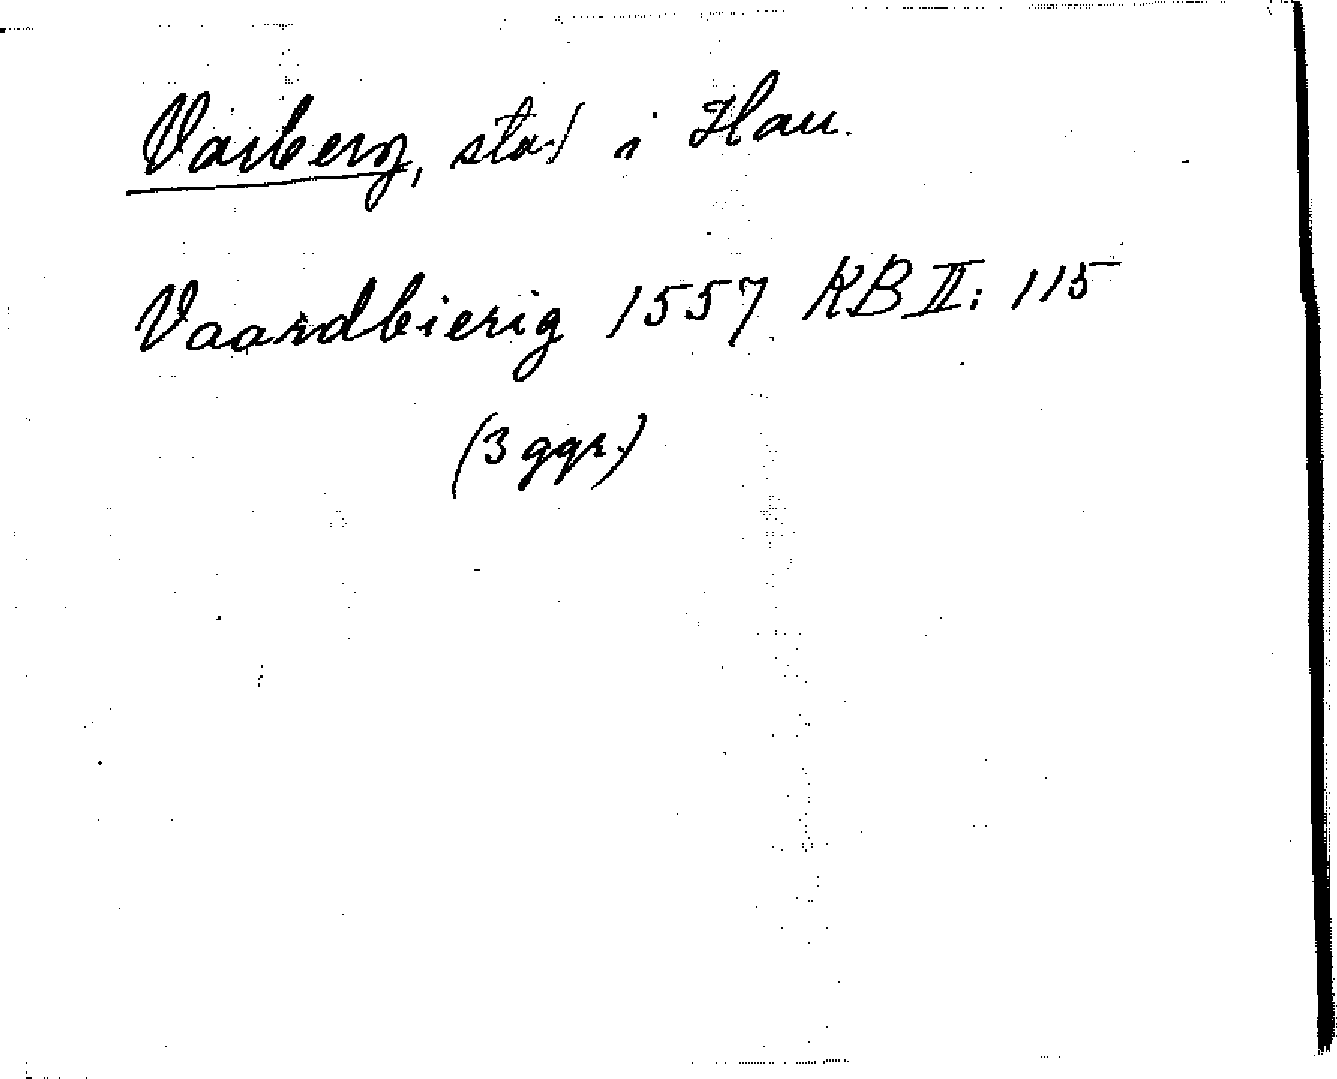 Varberg, stad i Hall.
Vaardbierig 1557 KB II: 115
(3 ggr.)